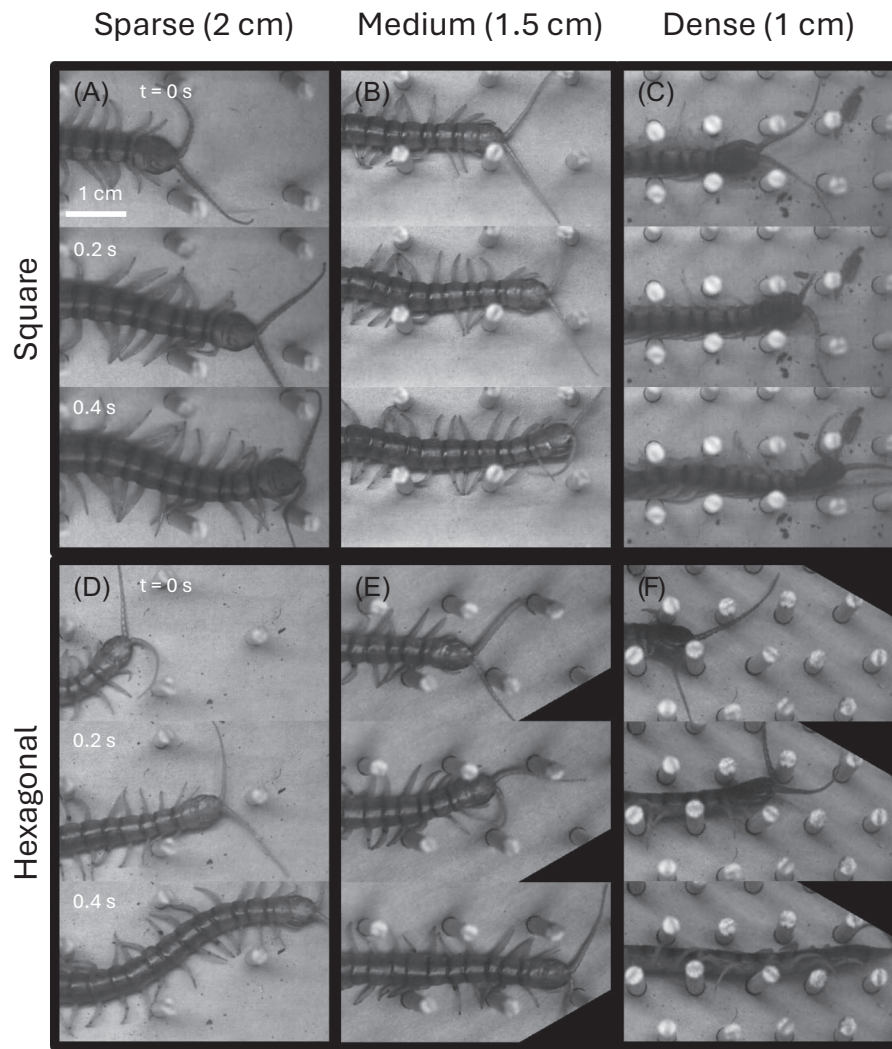 Sparse (2 cm)
Medium (1.5 cm)
Dense (1 cm)
Square
(A)
t = 0 s
1 cm
0.2 s
0.4 s
(B)
(C)
Hexagonal
(D)
t = 0 s
0.2 s
0.4 s
(E)
(F)